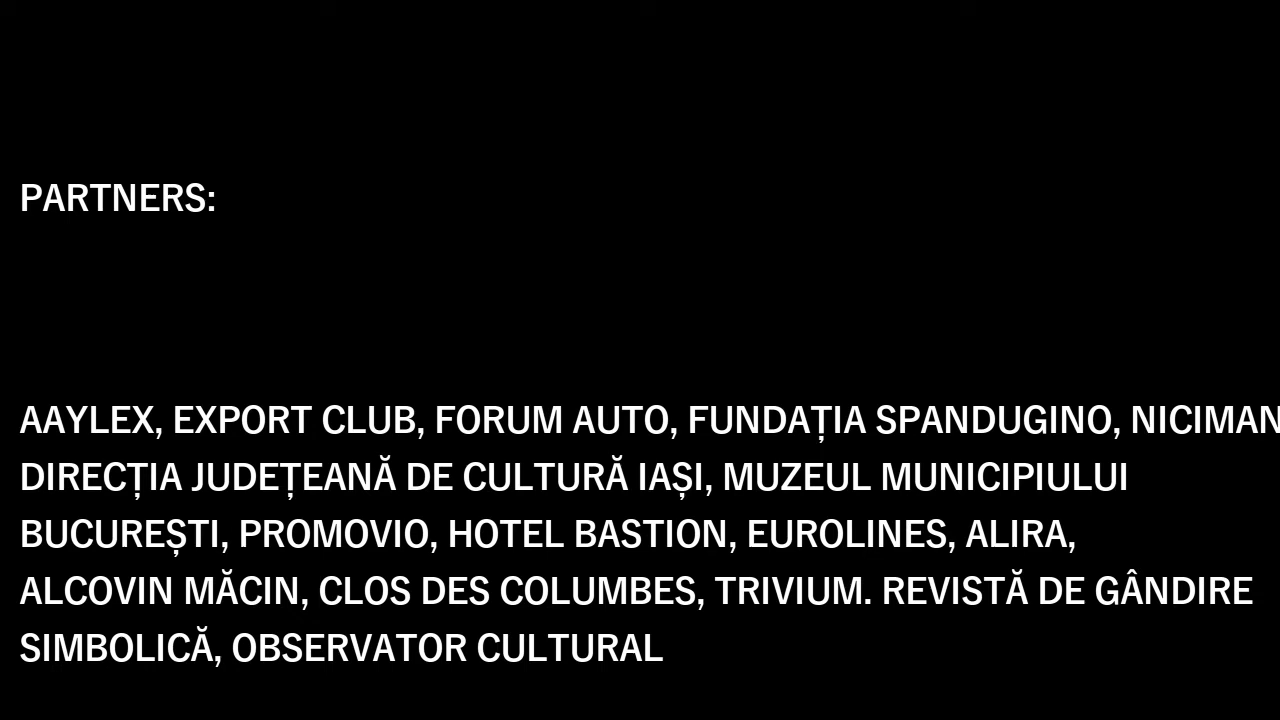 PARTNERS:
AAYLEX, EXPORT CLUB, FORUM AUTO, FUNDAȚIA SPANDUGINO, NICIMAN
DIRECȚIA JUDEȚEANĂ DE CULTURĂ IAȘI, MUZEUL MUNICIPIULUI
BUCUREȘTI, PROMOVIO, HOTEL BASTION, EUROLINES, ALIRA,
ALCOVIN MĂCIN, CLOS DES COLUMBES, TRIVIUM. REVISTĂ DE GÂNDIRE
SIMBOLICĂ, OBSERVATOR CULTURAL